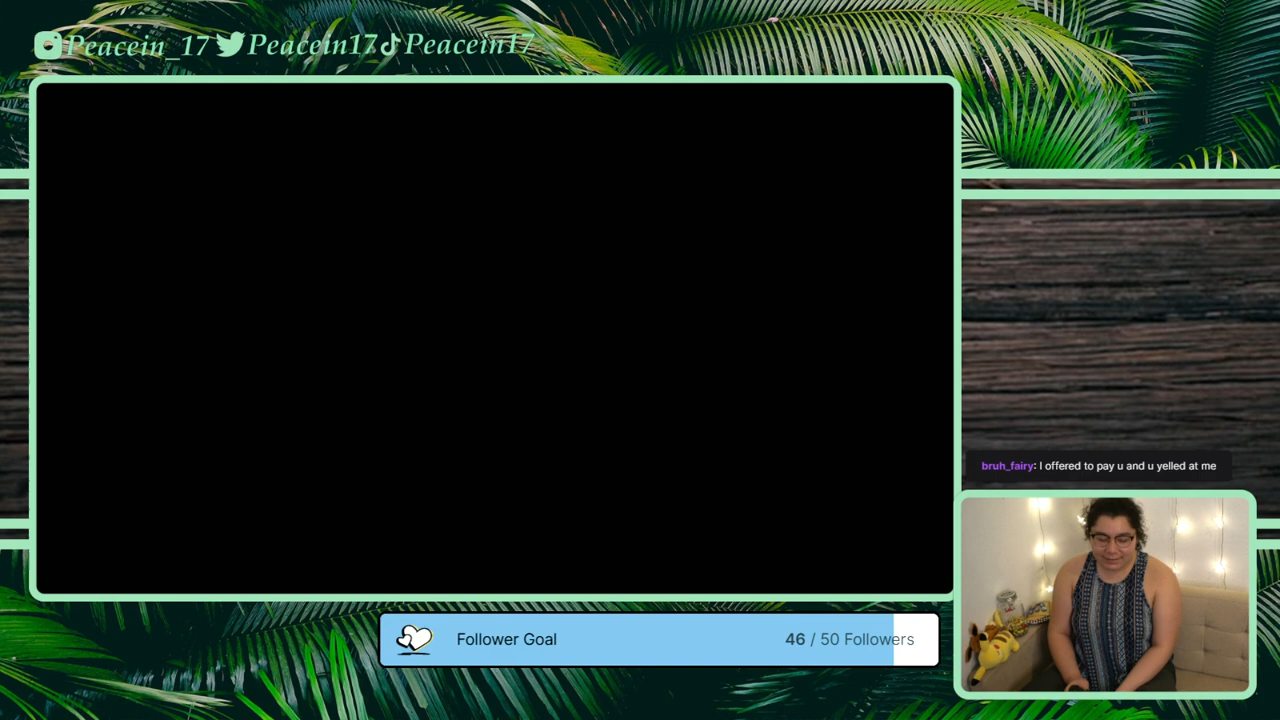 Peacein_17 Peacein17 Peacein17
bruh_fairy: I offered to pay u and u yelled at me
Follower Goal 46 / 50 Followers